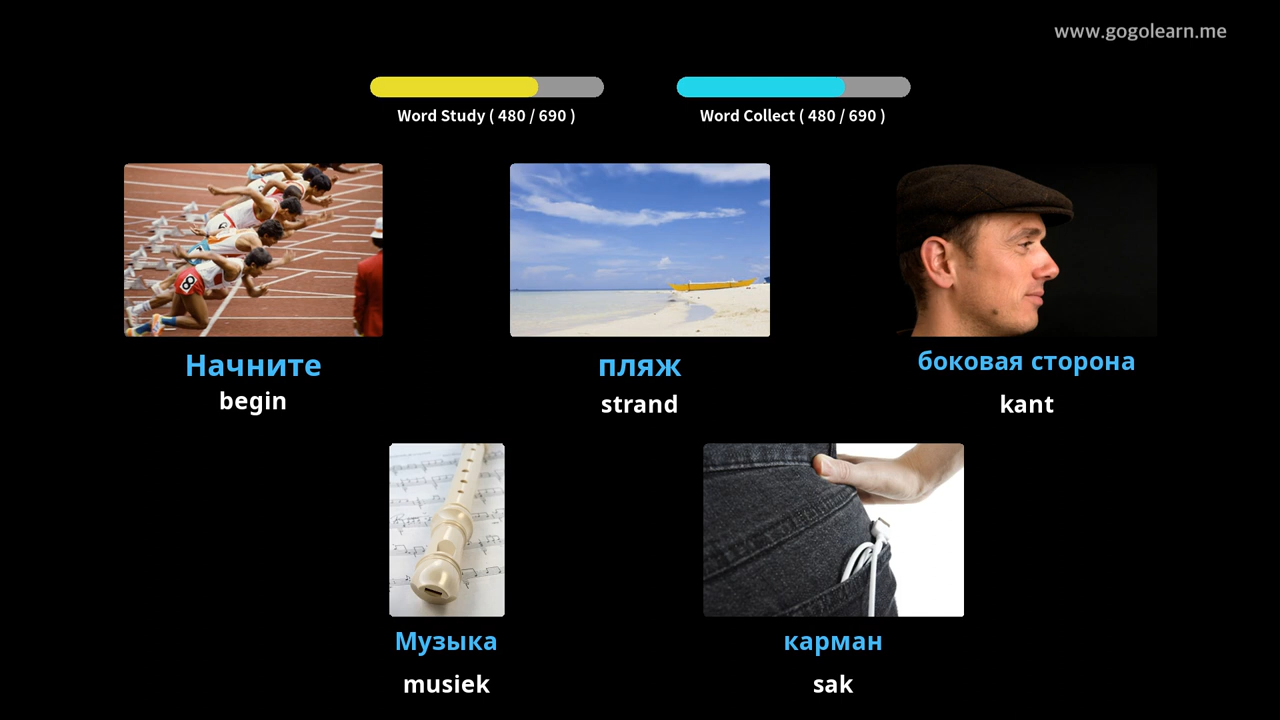 www.gogolearn.me
Word Study ( 480 / 690 )
Word Collect ( 480 / 690 )
Начните
begin
пляж
strand
боковая сторона
kant
Музыка
musiek
карман
sak